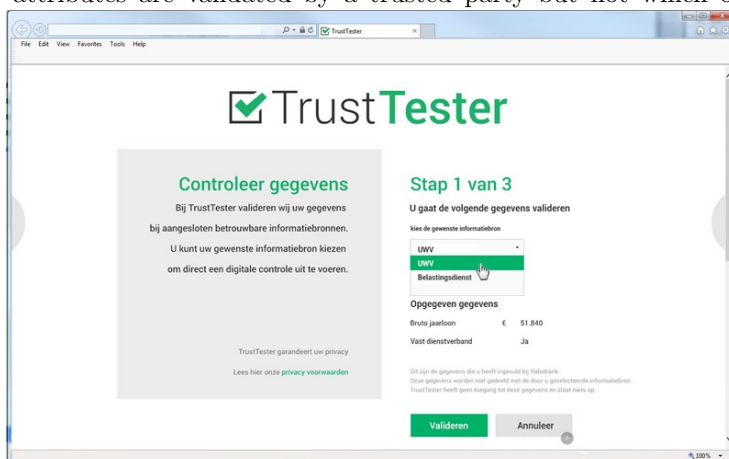 attributes are validated by a trusted party but not which
TrustTester
File Edit View Favorites Tools Help
TrustTester
Controleer gegevens
Bij TrustTester valideren wij uw gegevens
bij aangesloten betrouwbare informatiebronnen.
U kunt uw gewenste informatiebron kiezen
om direct een digitale controle uit te voeren.
TrustTester garandeert uw privacy
Lees hier onze privacy voorwaarden
Stap 1 van 3
U gaat de volgende gegevens valideren
kies de gewenste informatiebron
UWV
UWV
Belastingsdienst
Opgegeven gegevens
Bruto jaarloon € 51.840
Vast dienstverband Ja
Dit zijn de gegevens die u heeft ingevuld bij Rabobank.
Deze gegevens worden niet gedeeld met de door u geselecteerde informatiebron.
TrustTester heeft geen toegang tot deze gegevens en slaat niets op.
Valideren Annuleer
100%